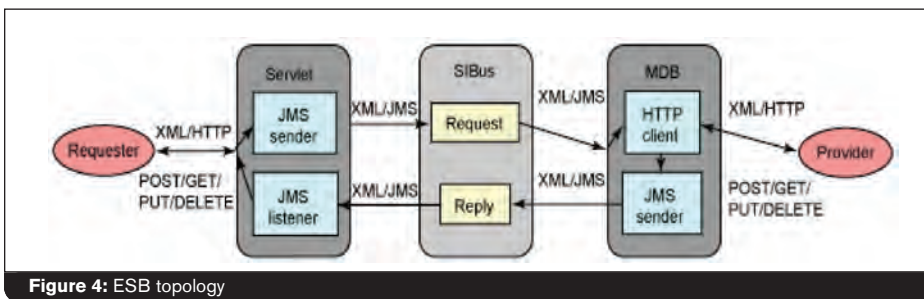 Servlet
SIBus
MDB
Requester
XML/HTTP
POST/GET/
PUT/DELETE
JMS
sender
JMS
listener
XML/JMS
XML/JMS
Request
Reply
XML/JMS
XML/JMS
HTTP
client
JMS
sender
XML/HTTP
POST/GET/
PUT/DELETE
Provider
Figure 4: ESB topology